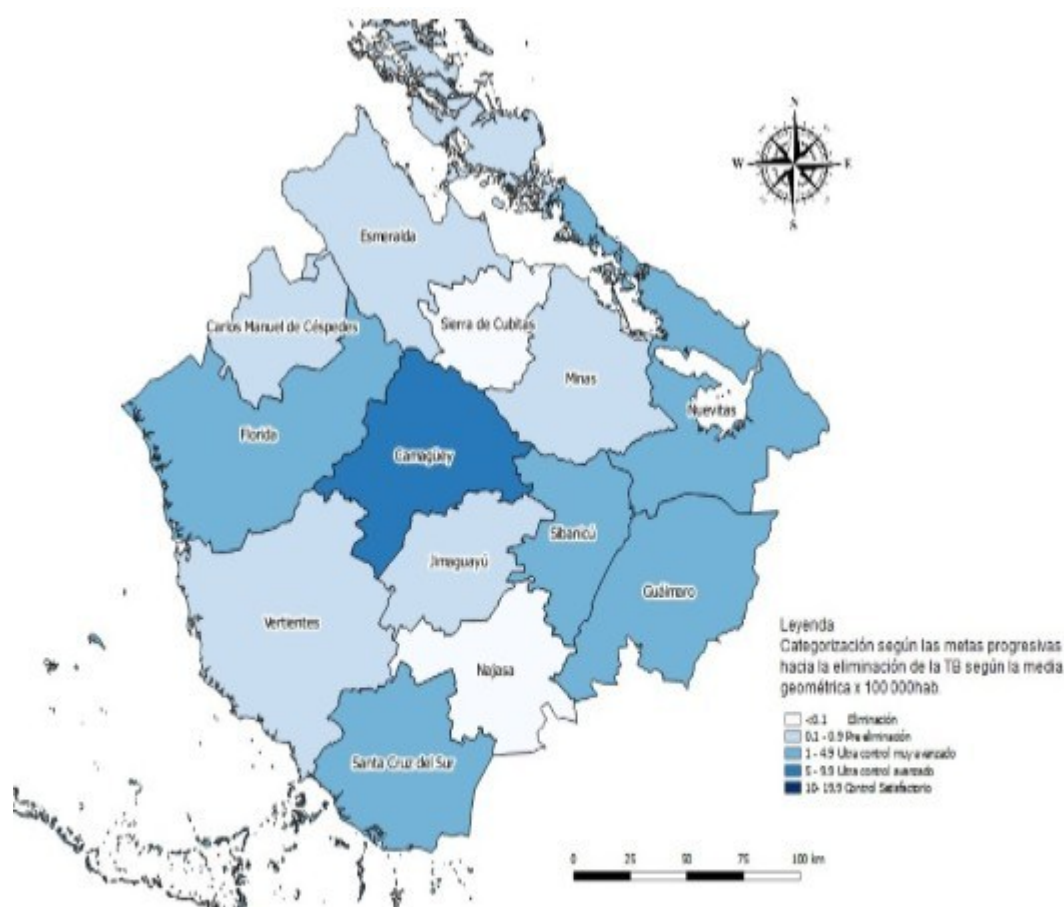 N
W
E
S
Esmeralda
Carlos Manuel de Céspedes
Sierra de Cubitas
Minas
Nuevitas
Florida
Camagüey
Sibanicú
Jimaguayú
Guáimaro
Vertientes
Najasa
Santa Cruz del Sur
Leyenda
Categorización según las metas progresivas
hacia la eliminación de la TB según la media
geométrica x 100 000hab.
<0.1 Eliminación
0.1 - 0.9 Pre eliminación
1 - 4.9 Ultra control muy avanzado
5 - 9.9 Ultra control avanzado
10- 19.9 Control Satisfactorio
0 25 50 75 100 km